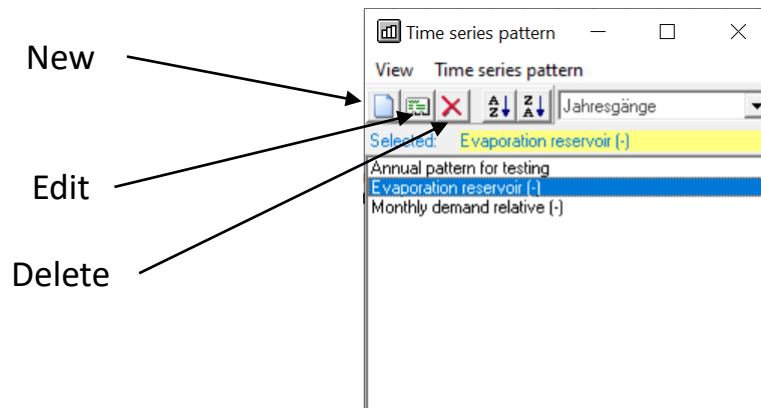 Time series pattern
New
View Time series pattern
A Z Z A Jahresgänge
Selected: Evaporation reservoir (-)
Annual pattern for testing
Edit
Evaporation reservoir (-)
Monthly demand relative (-)
Delete